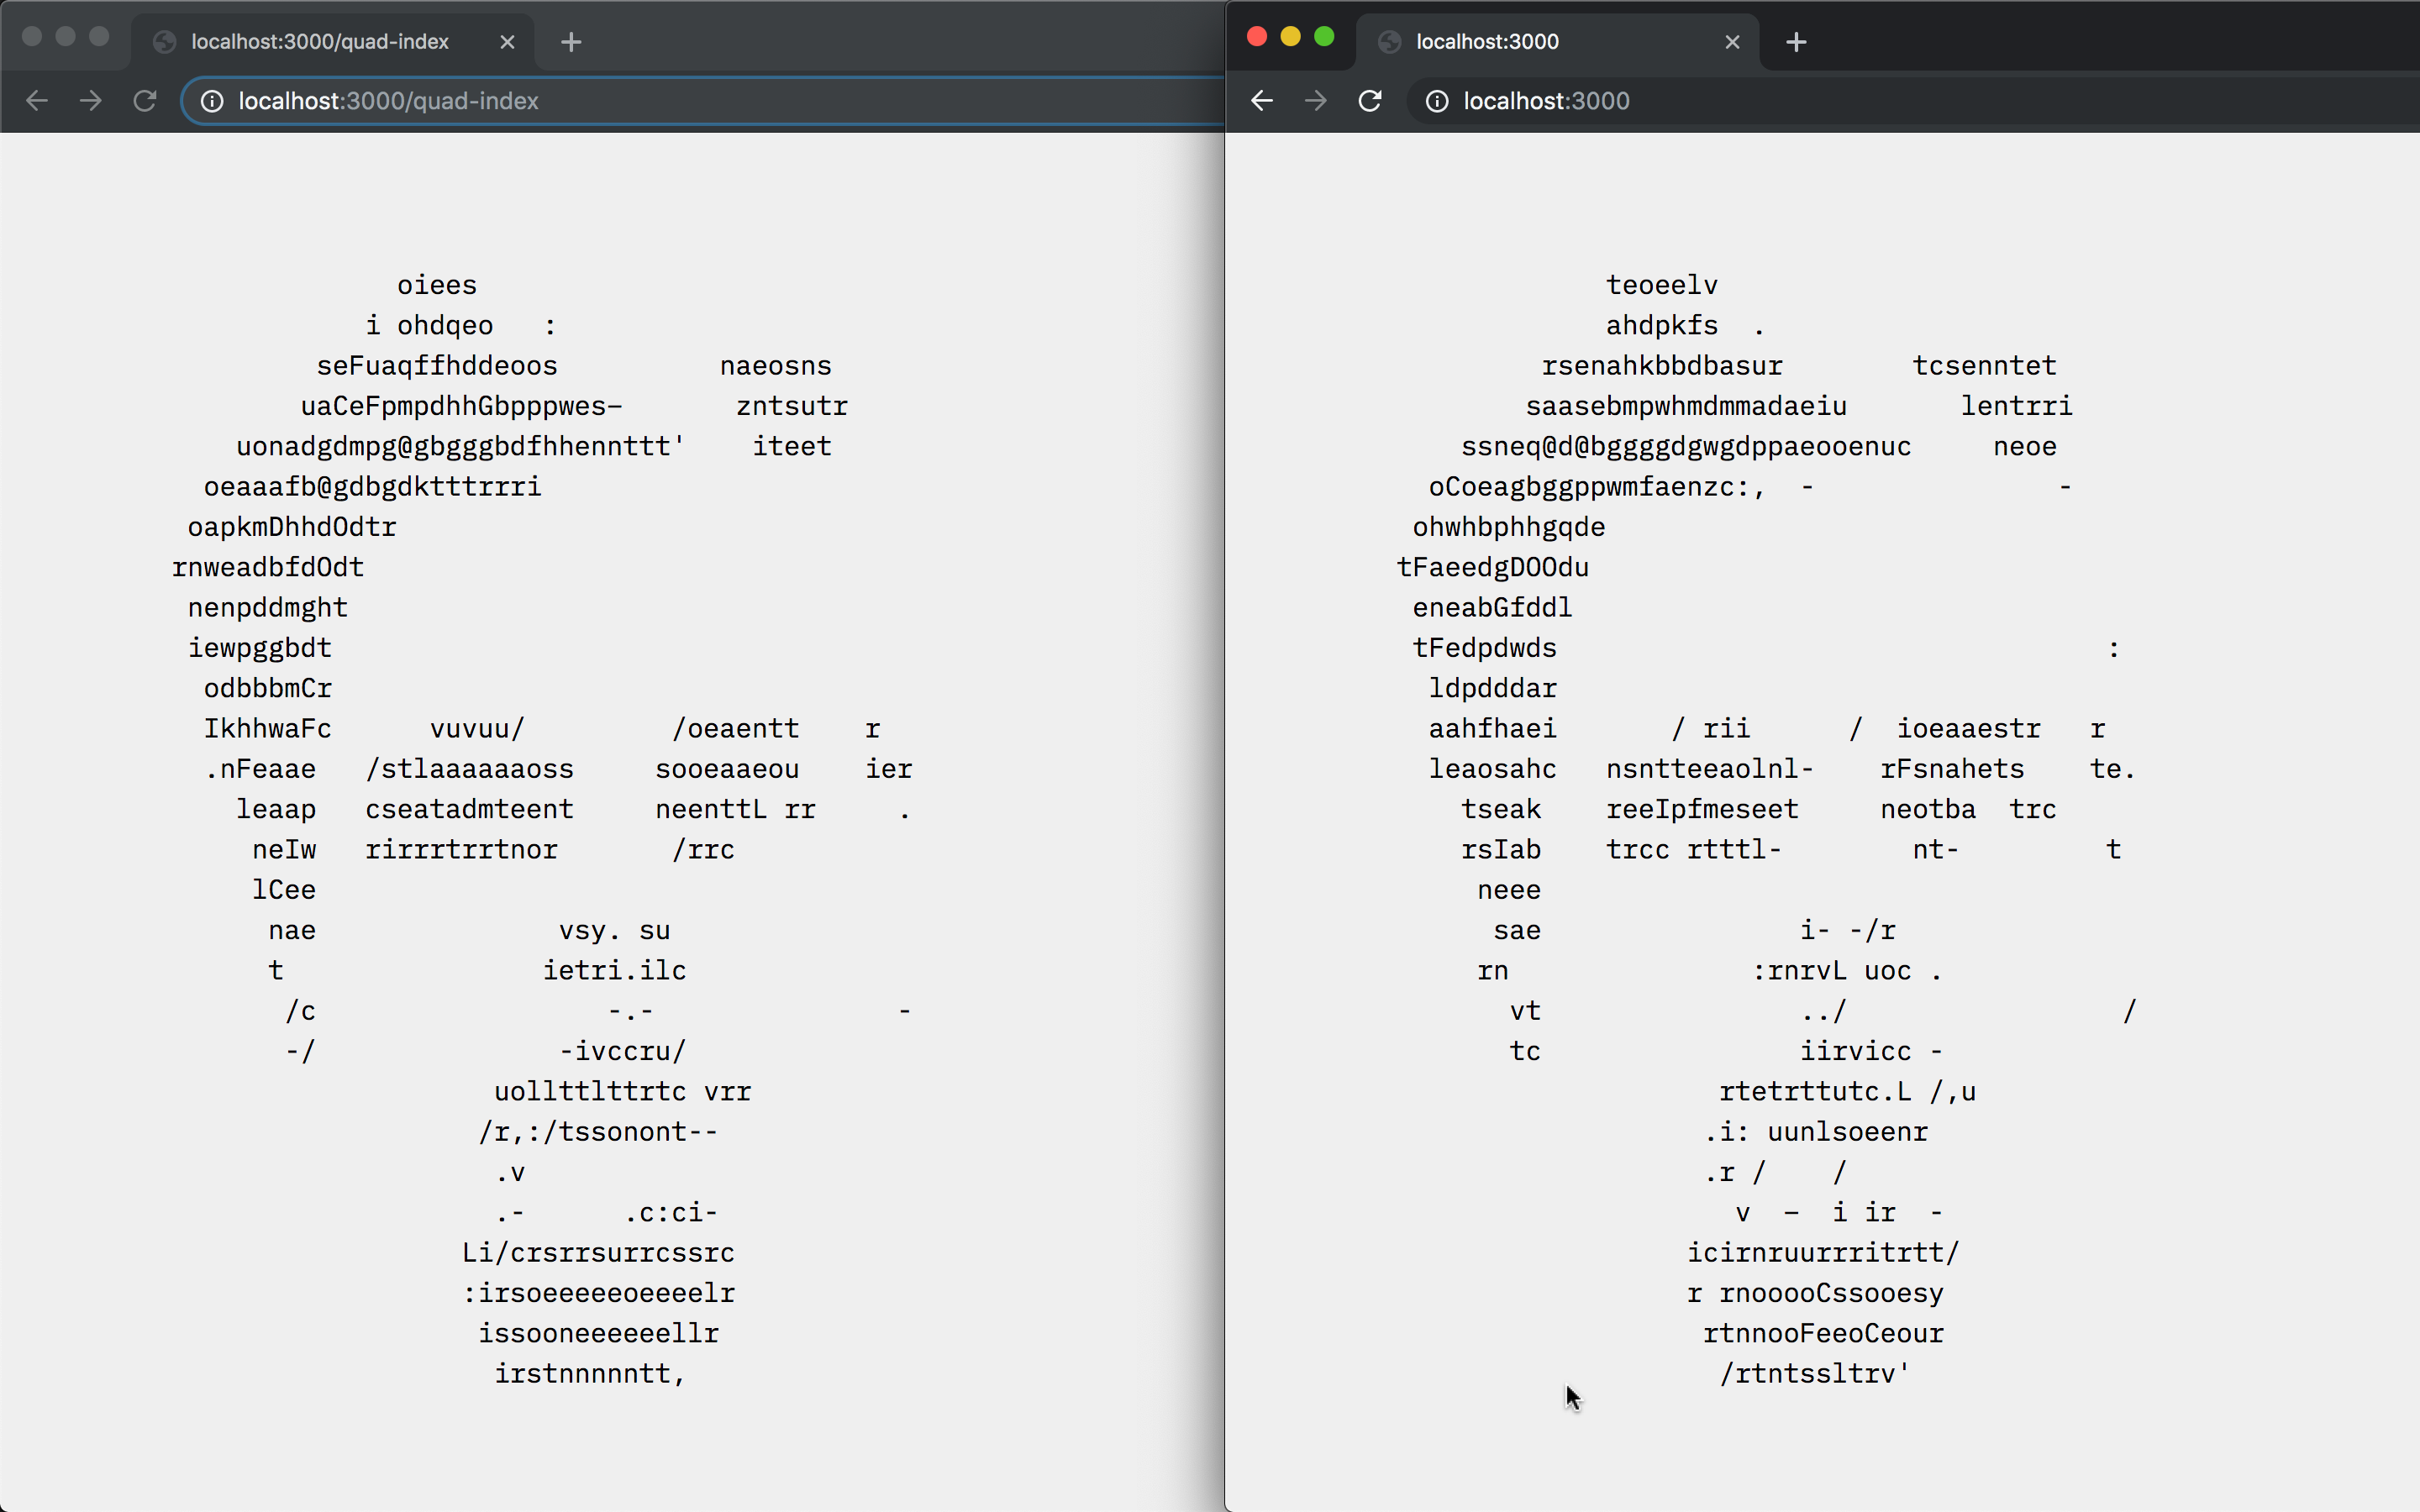 localhost:3000/quad-index
localhost:3000/quad-index
oiees
i ohdqeo :
seFuaqffhddeoos naeosns
uaCeFpmpdhhGbpppwes– zntsutr
uonadgdmpg@gbgggbdfhhennttt' iteet
oeaaafb@gdbgdktttrrri
oapkmDhhdOdtr
rnweadbfdOdt
nenpddmght
iewpggbdt
odbbbmCr
IkhhwaFc vuvuu/ /oeaentt r
.nFeaae /stlaaaaaaoss sooeaaeou ier
leaap cseatadmteent neenttL rr .
neIw rirrrtrrtnor /rrc
lCee
nae vsy. su
t ietri.ilc
/c -.- -
-/ -ivccru/
uollttlttrtc vrr
/r,:/tssonont--
.v
.- .c:ci-
Li/crsrrsurrcssrc
:irsoeeeeeoeeeelr
issooneeeeeellr
irstnnnnntt,
localhost:3000
localhost:3000
teoeelv
ahdpkfs .
rsenahkbbdbasur tcsenntet
saasebmpwhmdmmadaeiu lentrri
ssneq@d@bggggdgwgdppaeooenuc neoe
oCoeagbggppwmfaenzc:, - -
ohwhbphhgqde
tFaeedgDOOdu
eneabGfddl
tFedpdwds :
ldpdddar
aahfhaei / rii / ioeaaestr r
leaosahc nsntteeaolnl- rFsnahets te.
tseak reeIpfmeseet neotba trc
rsIab trcc rtttl- nt- t
neee
sae i- -/r
rn :rnrvL uoc .
vt ../ /
tc iirvicc -
rtetrttutc.L /,u
.i: uunlsoeenr
.r / /
v – i ir -
icirnruurrritrtt/
r rnooooCssooesy
rtnnooFeeoCeour
/rtntssltrv'